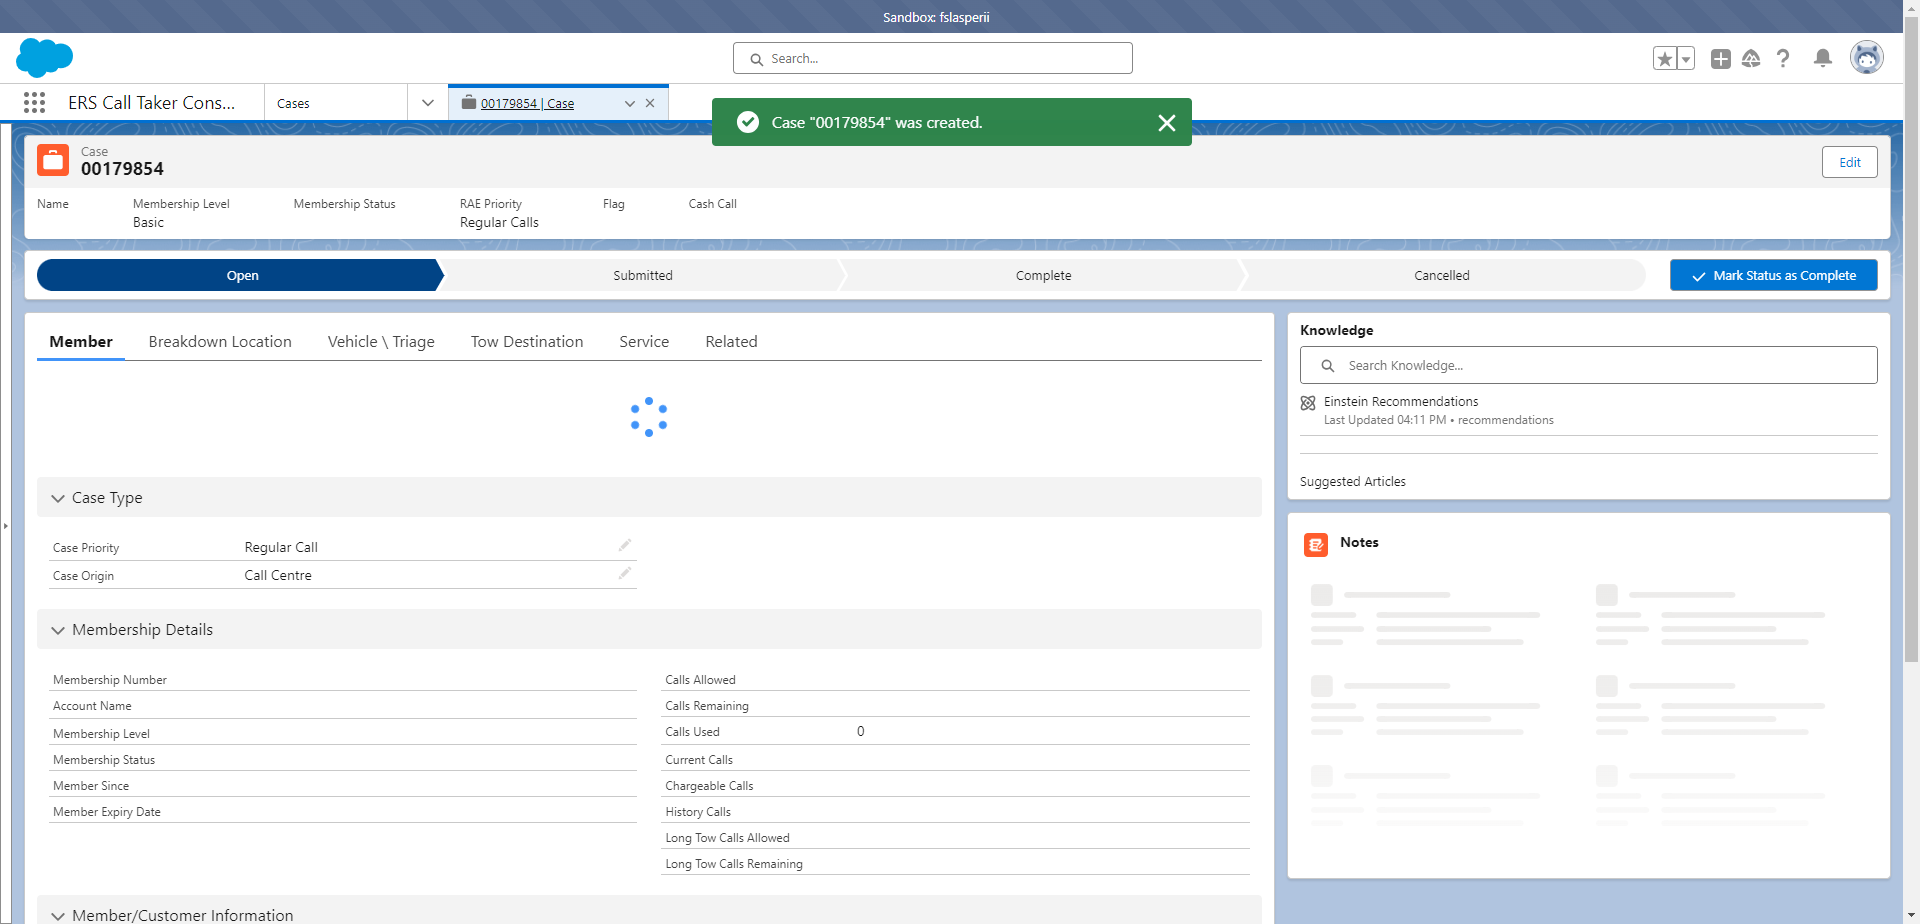 Sandbox: fslasperii
Search...
ERS Call Taker Cons...
Cases
00179854 | Case
Case "00179854" was created.
Case
00179854
Edit
Name
Membership Level
Membership Status
RAE Priority
Flag
Cash Call
Basic
Regular Calls
Open
Submitted
Complete
Cancelled
Mark Status as Complete
Member
Breakdown Location
Vehicle \ Triage
Tow Destination
Service
Related
Case Type
Case Priority
Regular Call
Case Origin
Call Centre
Membership Details
Membership Number
Account Name
Membership Level
Membership Status
Member Since
Member Expiry Date
Calls Allowed
Calls Remaining
Calls Used
0
Current Calls
Chargeable Calls
History Calls
Long Tow Calls Allowed
Long Tow Calls Remaining
Member/Customer Information
Knowledge
Search Knowledge...
Einstein Recommendations
Last Updated 04:11 PM • recommendations
Suggested Articles
Notes